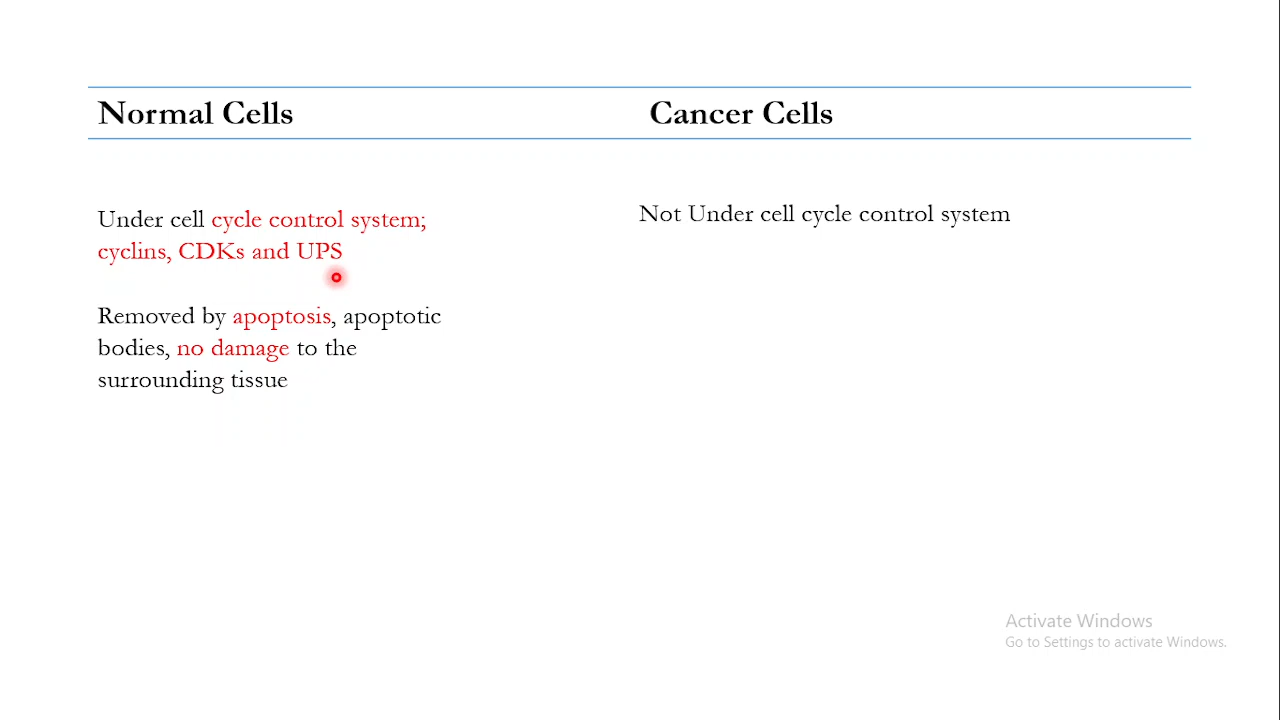 Normal Cells
Cancer Cells
Under cell cycle control system;
cyclins, CDKs and UPS
Not Under cell cycle control system
Removed by apoptosis, apoptotic
bodies, no damage to the
surrounding tissue
Activate Windows
Go to Settings to activate Windows.